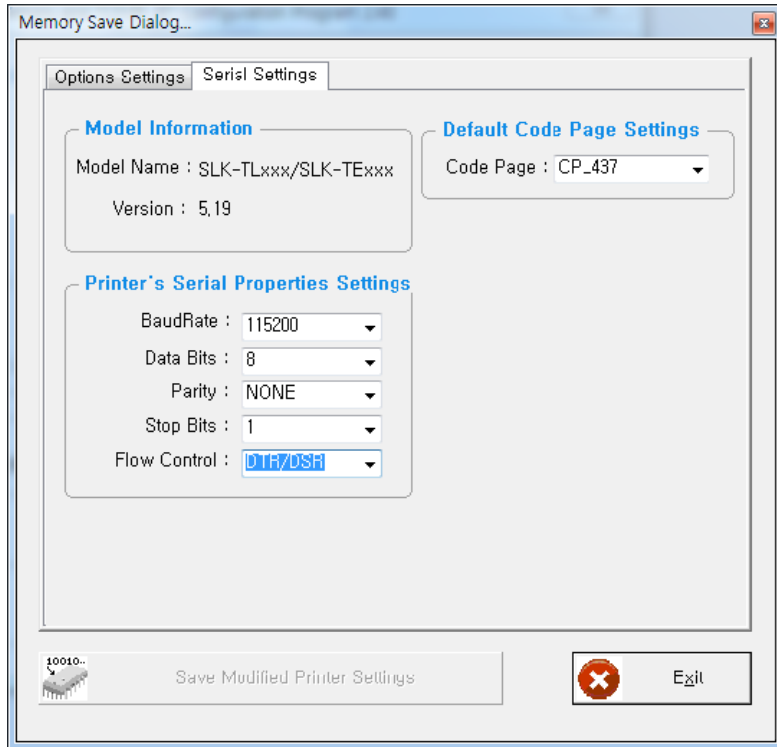 Memory Save Dialog...
Options Settings
Serial Settings
Model Information
Model Name : SLK-TLxxx/SLK-TExxx
Version : 5.19
Default Code Page Settings
Code Page : CP_437
Printer's Serial Properties Settings
BaudRate : 115200
Data Bits : 8
Parity : NONE
Stop Bits : 1
Flow Control : DTR/DSR
10010..
Save Modified Printer Settings
Exit